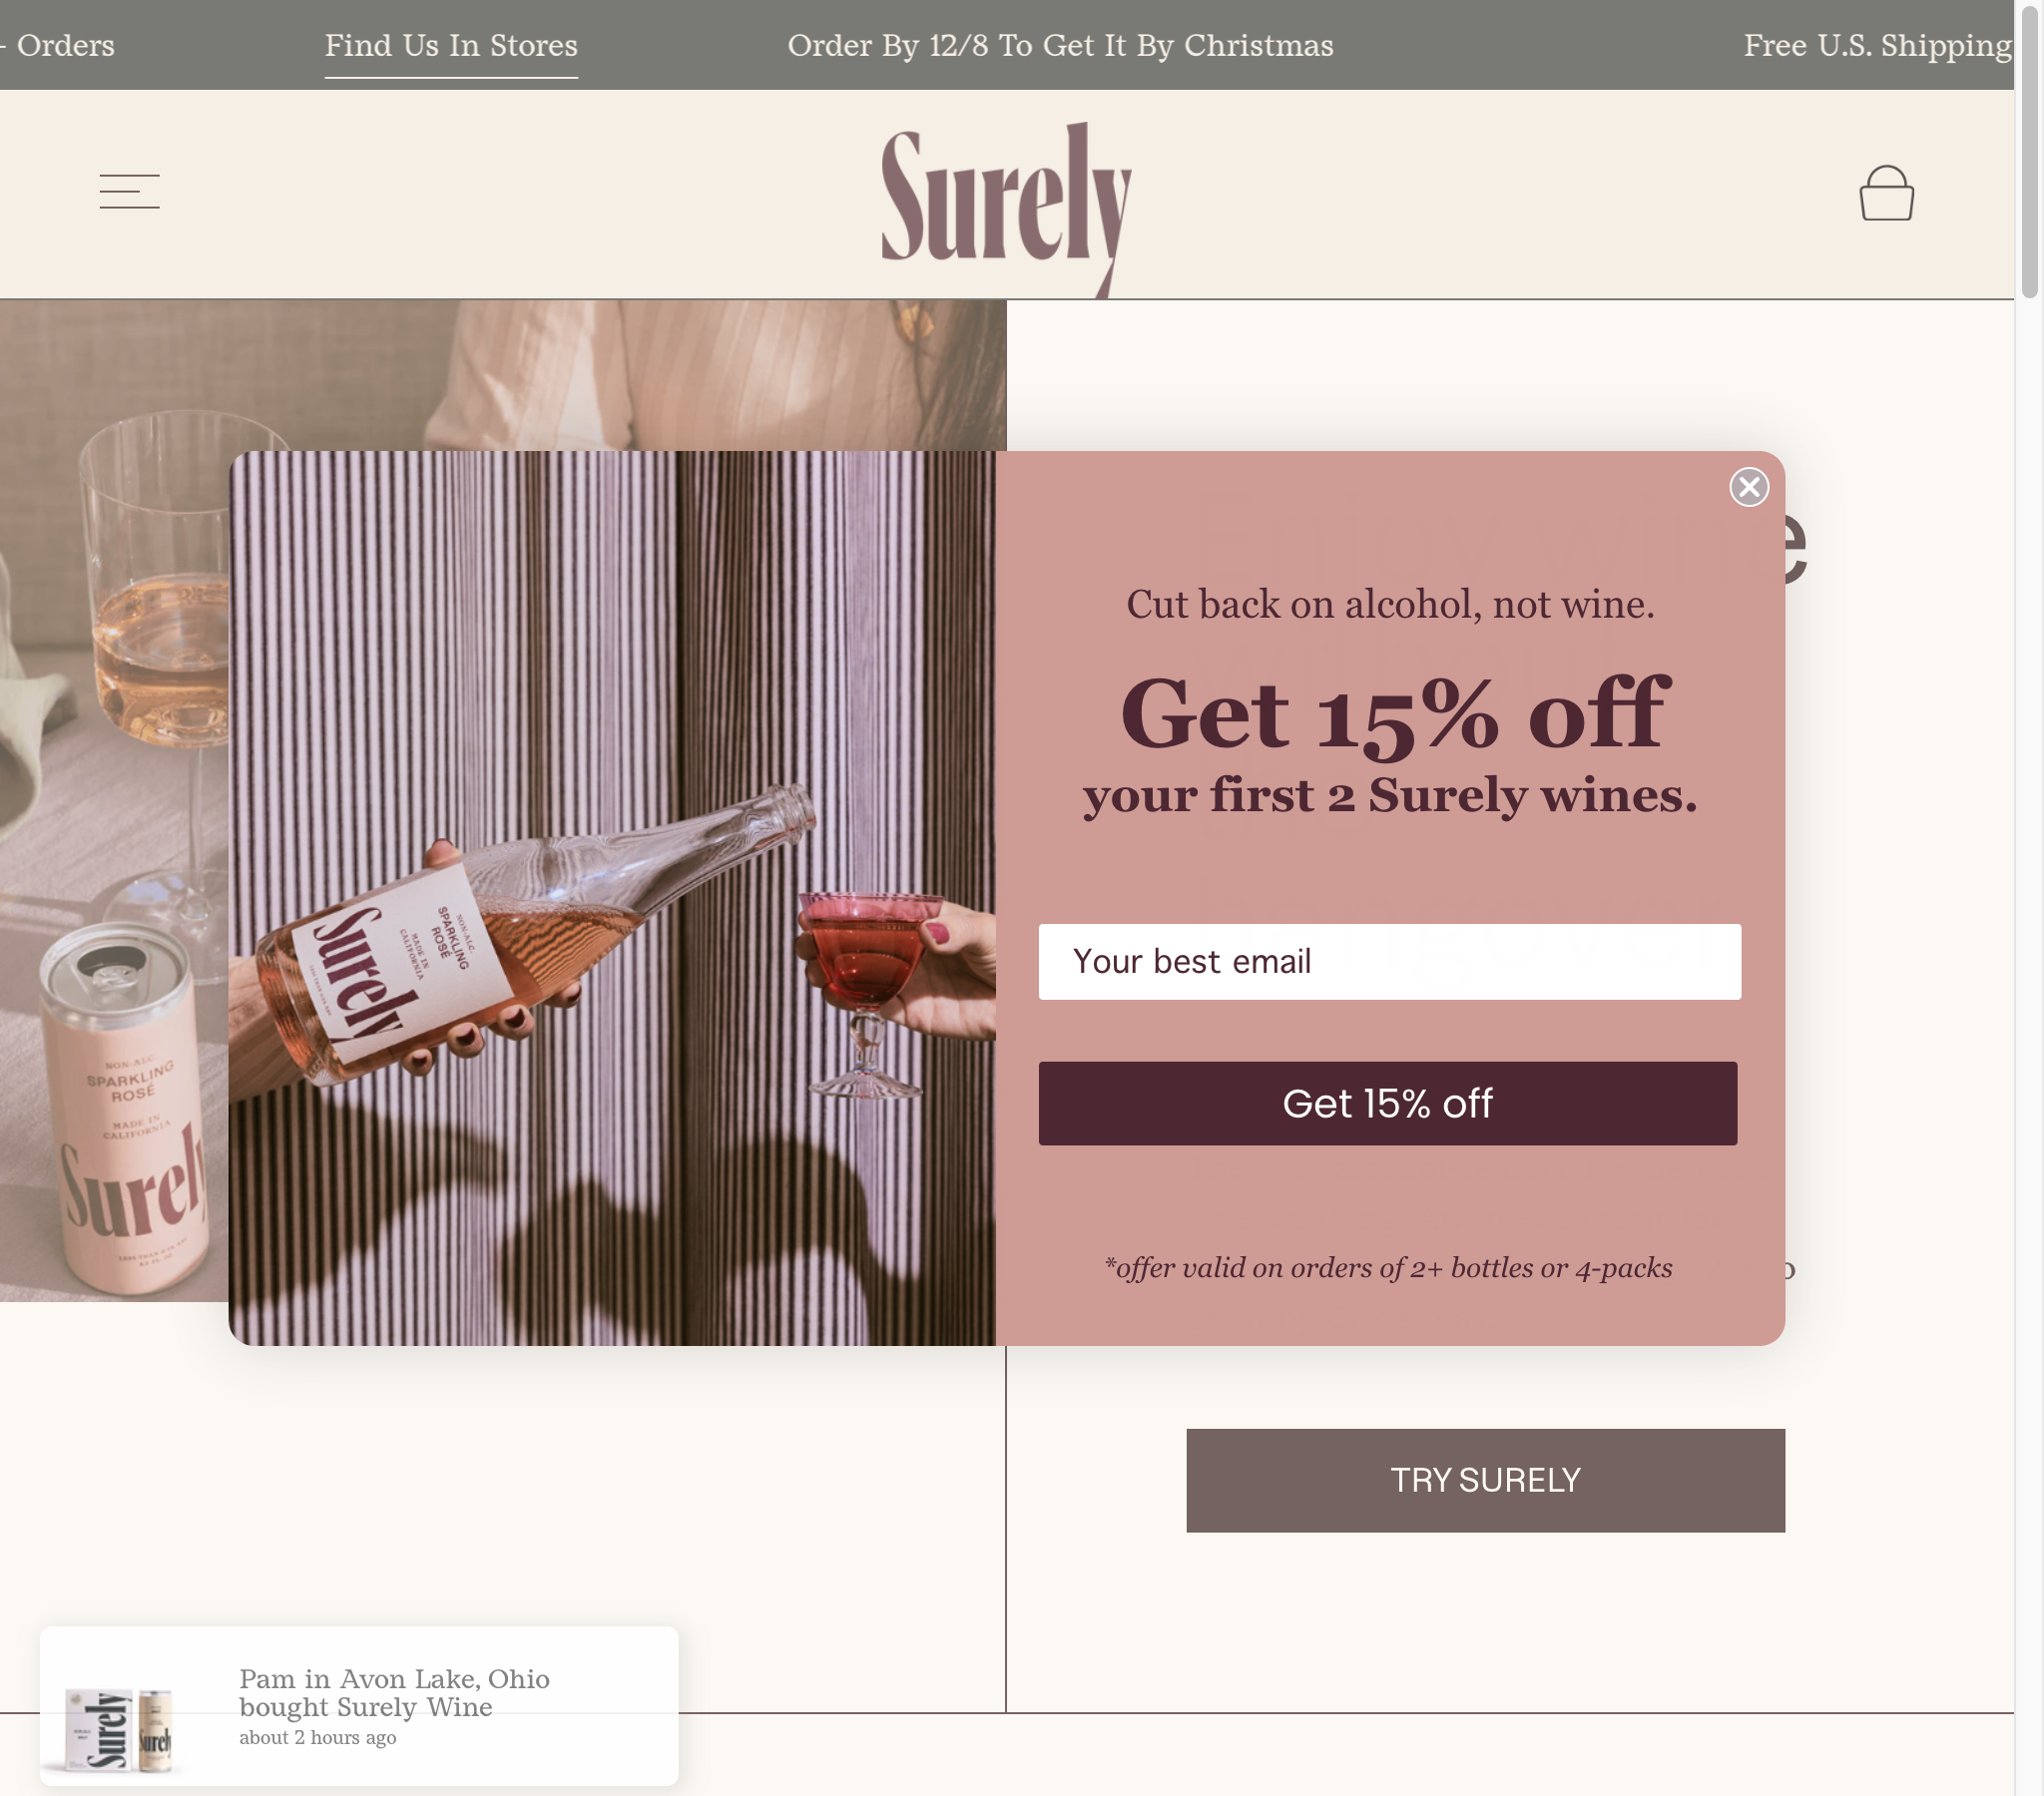 - Orders Find Us In Stores Order By 12/8 To Get It By Christmas Free U.S. Shipping
Surely
Cut back on alcohol, not wine.
Get 15% off
your first 2 Surely wines.
Your best email
Get 15% off
*offer valid on orders of 2+ bottles or 4-packs
NON-ALC.
SPARKLING
ROSÉ
MADE IN
CALIFORNIA
Surely
NON-ALC.
SPARKLING
ROSÉ
MADE IN
CALIFORNIA
Surely
TRY SURELY
Pam in Avon Lake, Ohio
bought Surely Wine
about 2 hours ago
Surely
Surely